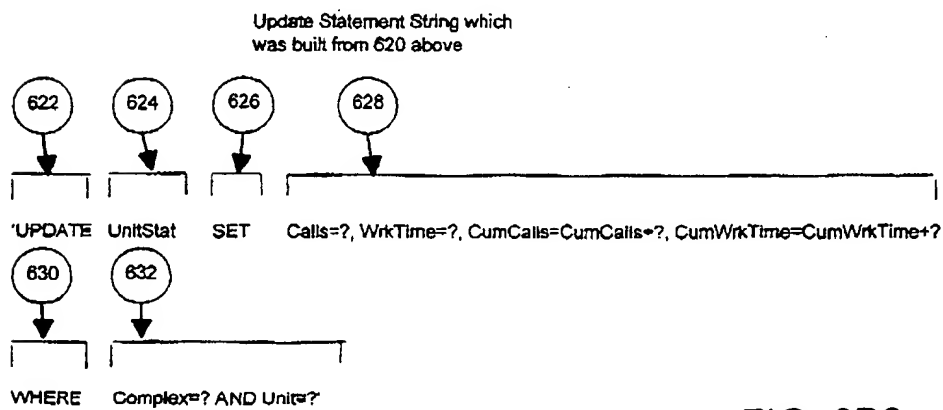 Update Statement String which
was built from 620 above
622 624 626 628
'UPDATE UnitStat SET Calls=?, WrkTime=?, CumCalls=CumCalls+?, CumWrkTime=CumWrkTime+?
630 632
WHERE Complex=? AND Unit=?'